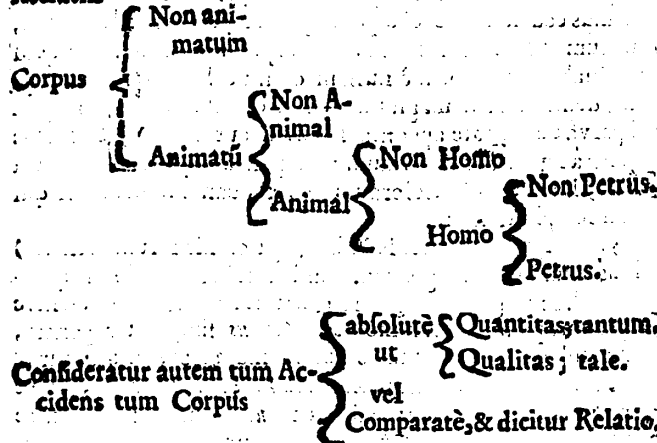 Non ani-
matum
Corpus
Non A-
nimal
Animatũ
Non Homo
Animal
Non Petrus.
Homo
Petrus.
abſolutè
Quantitas; tantum.
ut
Qualitas; tale.
Conſideratur autem tum Ac-
cidens tum Corpus
vel
Comparatè, & dicitur Relatio.